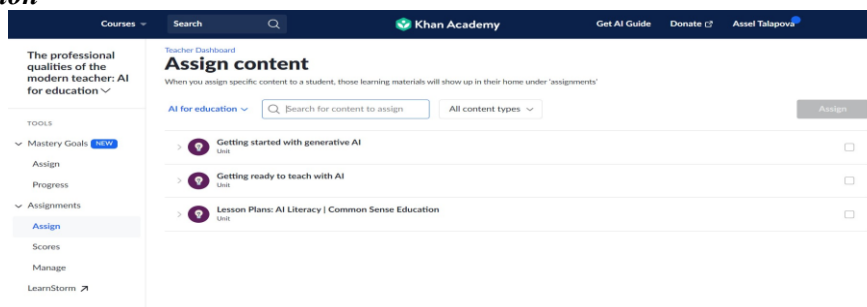 ion
Courses Search Khan Academy Get AI Guide Donate Assel Talapova
The professional
qualities of the
modern teacher: AI
for education
TOOLS
Mastery Goals NEW
Assign
Progress
Assignments
Assign
Scores
Manage
LearnStorm
Teacher Dashboard
Assign content
When you assign specific content to a student, those learning materials will show up in their home under 'assignments'
AI for education Search for content to assign All content types Assign
Getting started with generative AI
Unit
Getting ready to teach with AI
Unit
Lesson Plans: AI Literacy | Common Sense Education
Unit